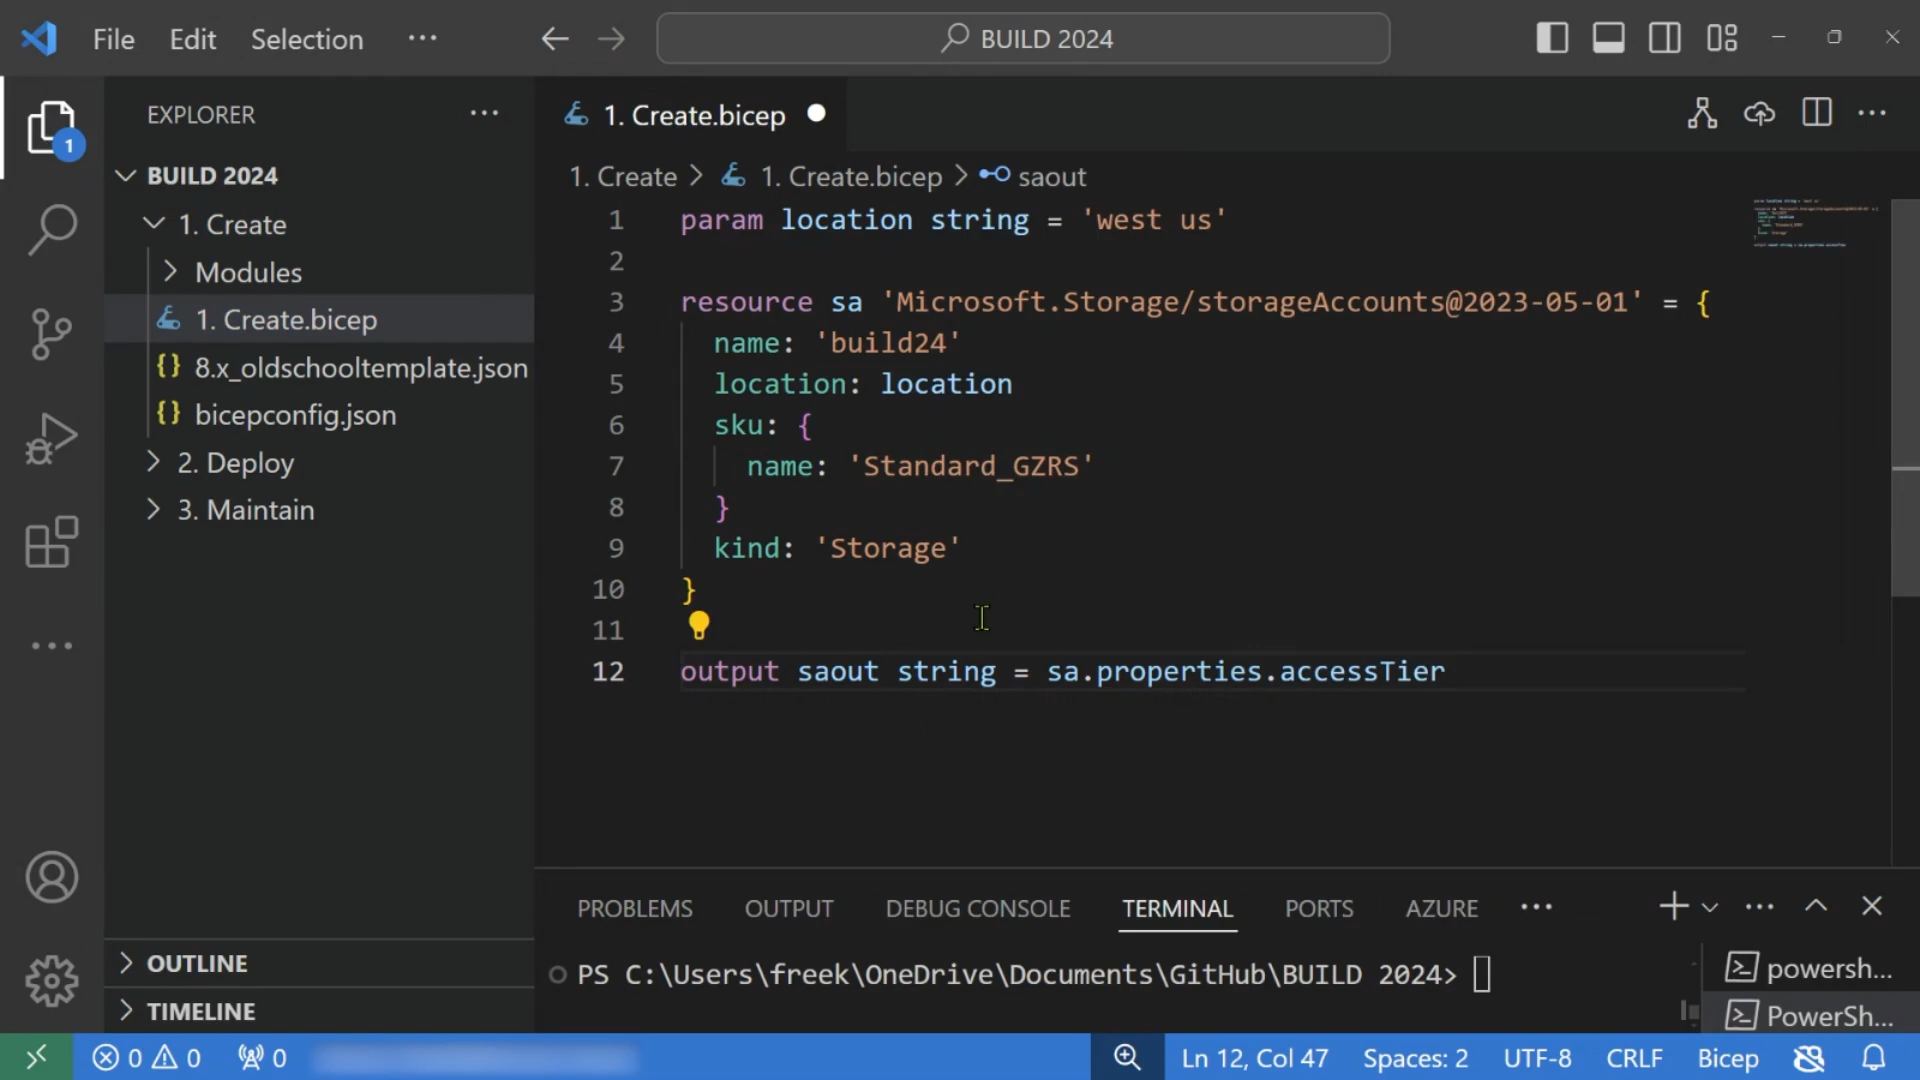 File Edit Selection ··· BUILD 2024
EXPLORER ···
1
BUILD 2024
1. Create
Modules
1. Create.bicep
{} 8.x_oldschooltemplate.json
{} bicepconfig.json
2. Deploy
3. Maintain
OUTLINE
TIMELINE
1. Create.bicep
1. Create > 1. Create.bicep > saout
1 param location string = 'west us'
2
3 resource sa 'Microsoft.Storage/storageAccounts@2023-05-01' = {
4 name: 'build24'
5 location: location
6 sku: {
7 name: 'Standard_GZRS'
8 }
9 kind: 'Storage'
10 }
11
12 output saout string = sa.properties.accessTier
PROBLEMS OUTPUT DEBUG CONSOLE TERMINAL PORTS AZURE ···
PS C:\Users\freek\OneDrive\Documents\GitHub\BUILD 2024>
powersh...
PowerSh...
0 0 0 Ln 12, Col 47 Spaces: 2 UTF-8 CRLF Bicep